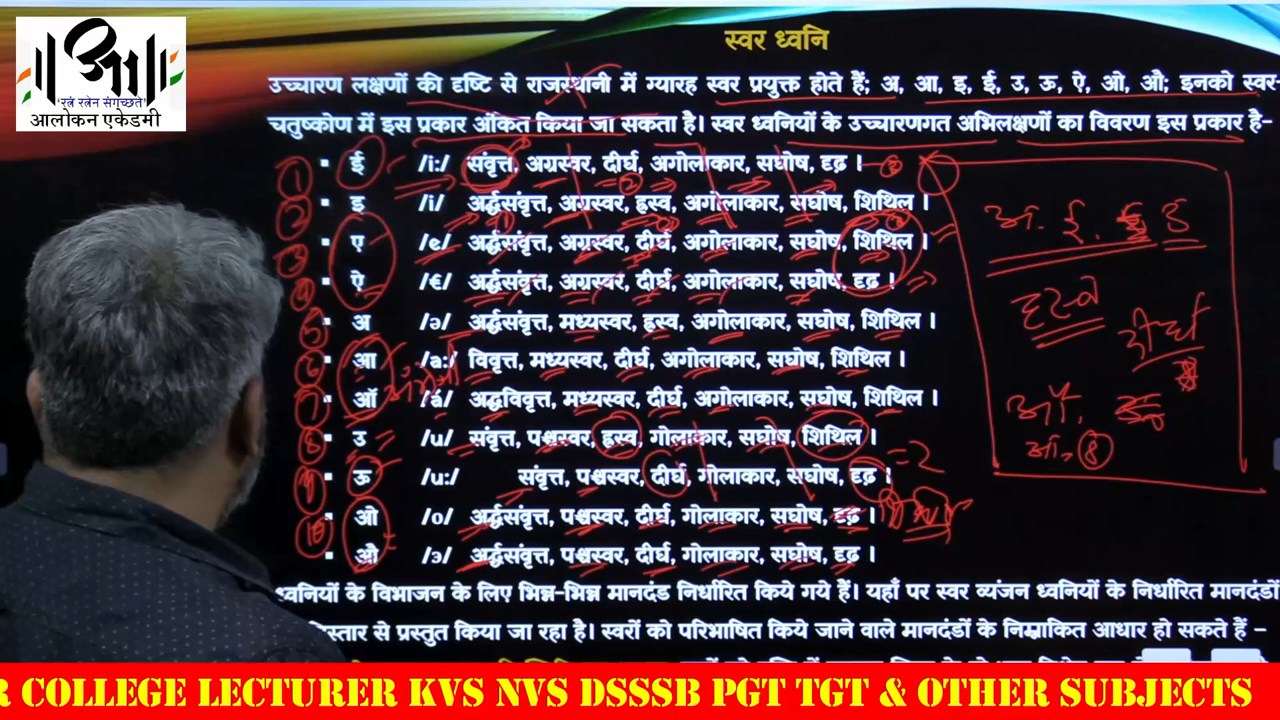 स्वर ध्वनि
उच्चारण लक्षणों की दृष्टि से राजस्थानी में ग्यारह स्वर प्रयुक्त होते हैं; अ, आ, इ, ई, उ, ऊ, ऐ, ओ, औ; इनको स्वर-
चतुष्कोण में इस प्रकार अंकित किया जा सकता है। स्वर ध्वनियों के उच्चारणगत अभिलक्षणों का विवरण इस प्रकार है-
▪ ई /i:/ संवृत्त, अग्रस्वर, दीर्घ, अगोलाकार, सघोष, दृढ़।
▪ इ /i/ अर्द्धसंवृत्त, अग्रस्वर, ह्रस्व, अगोलाकार, सघोष, शिथिल।
▪ ए /e/ अर्द्धसंवृत्त, अग्रस्वर, दीर्घ, अगोलाकार, सघोष, शिथिल।
▪ ऐ /€/ अर्द्धसंवृत्त, अग्रस्वर, दीर्घ, अगोलाकार, सघोष, दृढ़।
▪ अ /ə/ अर्द्धसंवृत्त, मध्यस्वर, ह्रस्व, अगोलाकार, सघोष, शिथिल।
▪ आ /a:/ विवृत्त, मध्यस्वर, दीर्घ, अगोलाकार, सघोष, शिथिल।
▪ ऑ /á/ अद्धविवृत्त, मध्यस्वर, दीर्घ, अगोलाकार, सघोष, शिथिल।
▪ उ /u/ संवृत्त, पश्चस्वर, ह्रस्व, गोलाकार, सघोष, शिथिल।
▪ ऊ /u:/ संवृत्त, पश्चस्वर, दीर्घ, गोलाकार, सघोष, दृढ़।
▪ ओ /o/ अर्द्धसंवृत्त, पश्चस्वर, दीर्घ, गोलाकार, सघोष, दृढ़।
▪ औ /ɔ/ अर्द्धसंवृत्त, पश्चस्वर, दीर्घ, गोलाकार, सघोष, दृढ़।
ध्वनियों के विभाजन के लिए भिन्न-भिन्न मानदंड निर्धारित किये गये हैं। यहाँ पर स्वर व्यंजन ध्वनियों के निर्धारित मानदंडों
से प्रस्तुत किया जा रहा है। स्वरों को परिभाषित किये जाने वाले मानदंडों के निम्नांकित आधार हो सकते हैं -
आ
'रत्नं रत्नेन संगच्छते'
आलोकन एकेडमी
ह्रस्व
दीर्घ
R COLLEGE LECTURER KVS NVS DSSSB PGT TGT & OTHER SUBJECTS